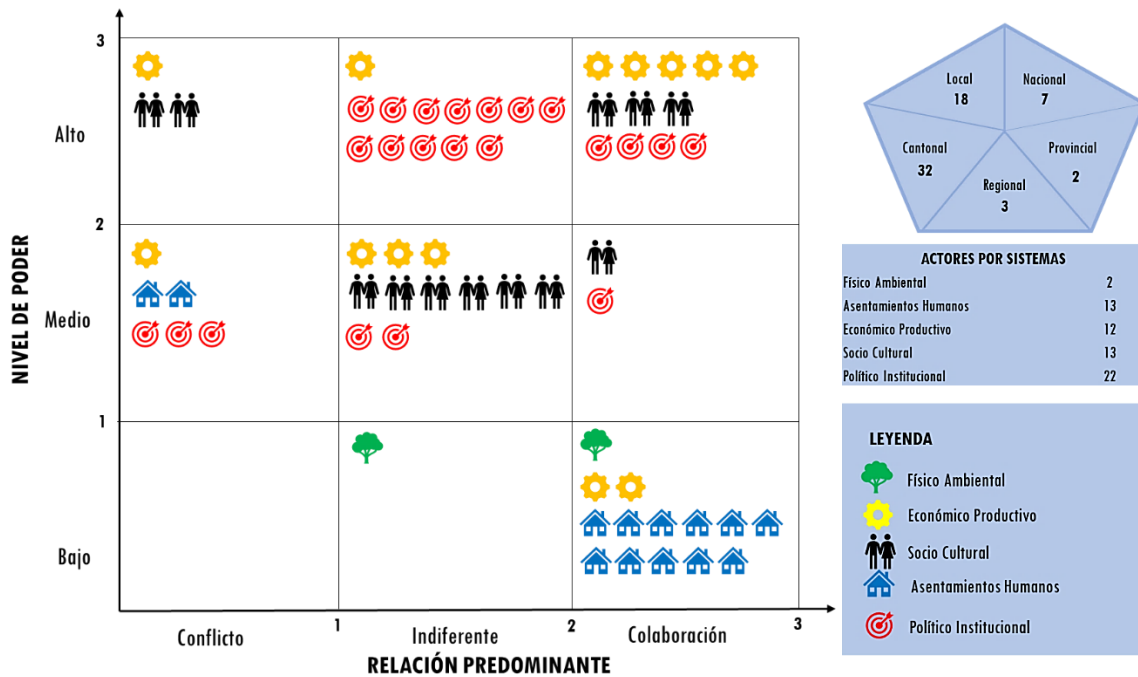 3
Alto
2
NIVEL DE PODER
Medio
1
Bajo
Conflicto
1
Indiferente
2
Colaboración
3
RELACIÓN PREDOMINANTE
Local
18
Nacional
7
Cantonal
32
Provincial
2
Regional
3
ACTORES POR SISTEMAS
Físico Ambiental 2
Asentamientos Humanos 13
Económico Productivo 12
Socio Cultural 13
Político Institucional 22
LEYENDA
Físico Ambiental
Económico Productivo
Socio Cultural
Asentamientos Humanos
Político Institucional